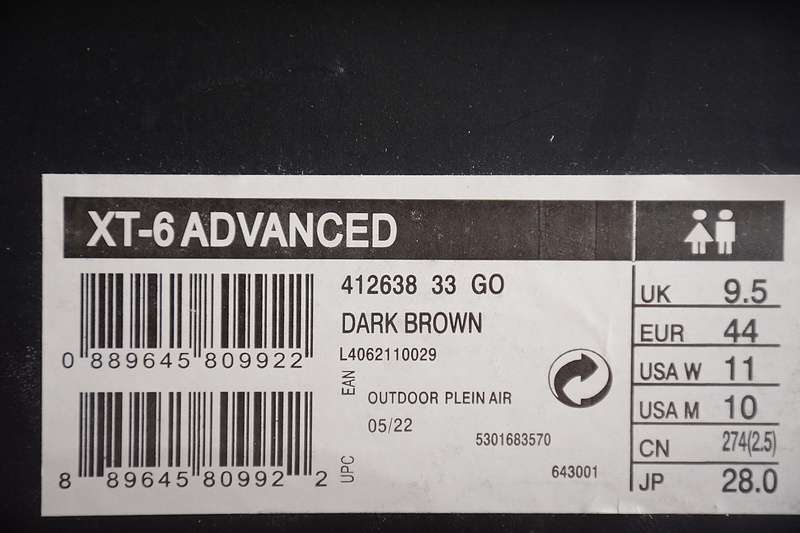 XT-6 ADVANCED
412638 33 GO
DARK BROWN
L4062110029
0 889645 809922
EAN
OUTDOOR PLEIN AIR
05/22
5301683570
643001
8 89645 80992 2
UPC
UK 9.5
EUR 44
USA W 11
USA M 10
CN 274(2.5)
JP 28.0